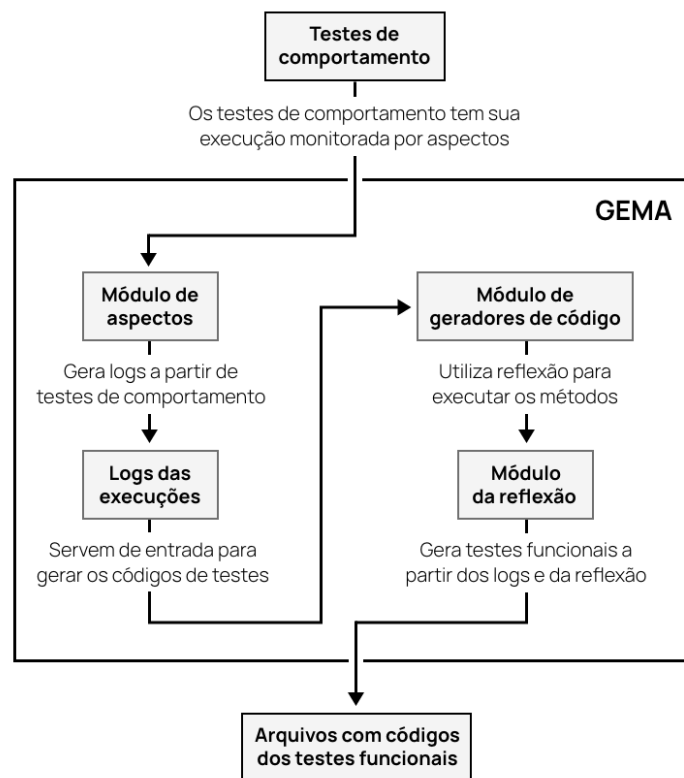 Testes de
comportamento
Os testes de comportamento tem sua
execução monitorada por aspectos
GEMA
Módulo de
aspectos
Gera logs a partir de
testes de comportamento
Logs das
execuções
Servem de entrada para
gerar os códigos de testes
Módulo de
geradores de código
Utiliza reflexão para
executar os métodos
Módulo
da reflexão
Gera testes funcionais a
partir dos logs e da reflexão
Arquivos com códigos
dos testes funcionais